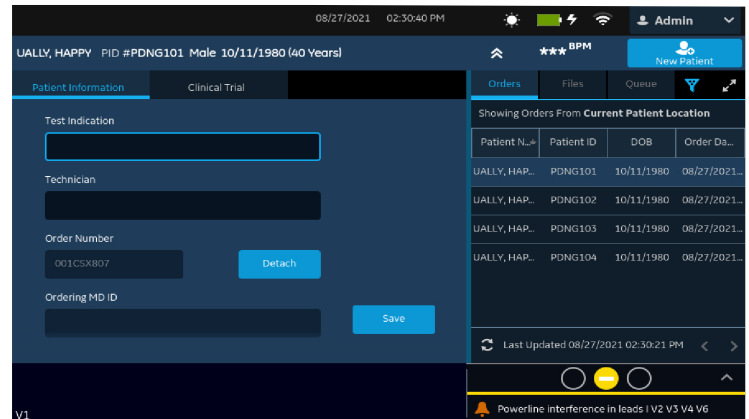 08/27/2021 02:30:40 PM
Admin
UALLY, HAPPY PID #PDNG101 Male 10/11/1980 (40 Years)
*** BPM
New Patient
Patient Information
Clinical Trial
Orders
Files
Queue
Test Indication
Technician
Order Number
001CSX807
Detach
Ordering MD ID
Save
Showing Orders From Current Patient Location
Patient N... Patient ID DOB Order Da...
UALLY, HAP... PDNG101 10/11/1980 08/27/2021...
UALLY, HAP... PDNG102 10/11/1980 08/27/2021...
UALLY, HAP... PDNG103 10/11/1980 08/27/2021...
UALLY, HAP... PDNG104 10/11/1980 08/27/2021...
Last Updated 08/27/2021 02:30:21 PM
V1
Powerline interference in leads I V2 V3 V4 V6